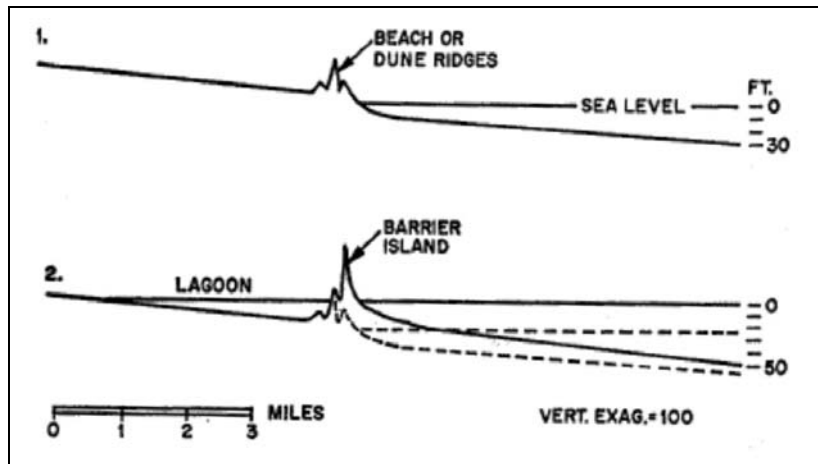 1.
BEACH OR
DUNE RIDGES
FT.
SEA LEVEL
0
30
2.
BARRIER
ISLAND
LAGOON
0
50
MILES
0 1 2 3
VERT. EXAG.=100